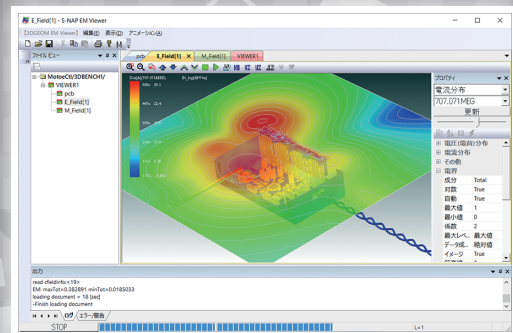 E_Field[1] - S-NAP EM Viewer
[3DGEOM EM Viewer] 編集(E) 表示(D) アニメーション(A)
ファイルビュー
pcb E_Field[1] X M_Field[1] VIEWER1
MotoeCtl/3DBENCH1/
VIEWER1
pcb
E_Field[1]
M_Field[1]
プロパティ
電流分布
707.071MEG
更新
電圧(電荷)分布
電流分布
その他
電界
成分 Total
対数 True
自動 True
最大値 1
最小値 0
係数 2
最大レベ... 最大値
データ成... 絶対値
イメージ True
出力
EM: maxTot=0.382891 minTot=0.0185033
loading document = 18 [sec]
-Finish loading document
ログ エラー/警告
STOP
L=1